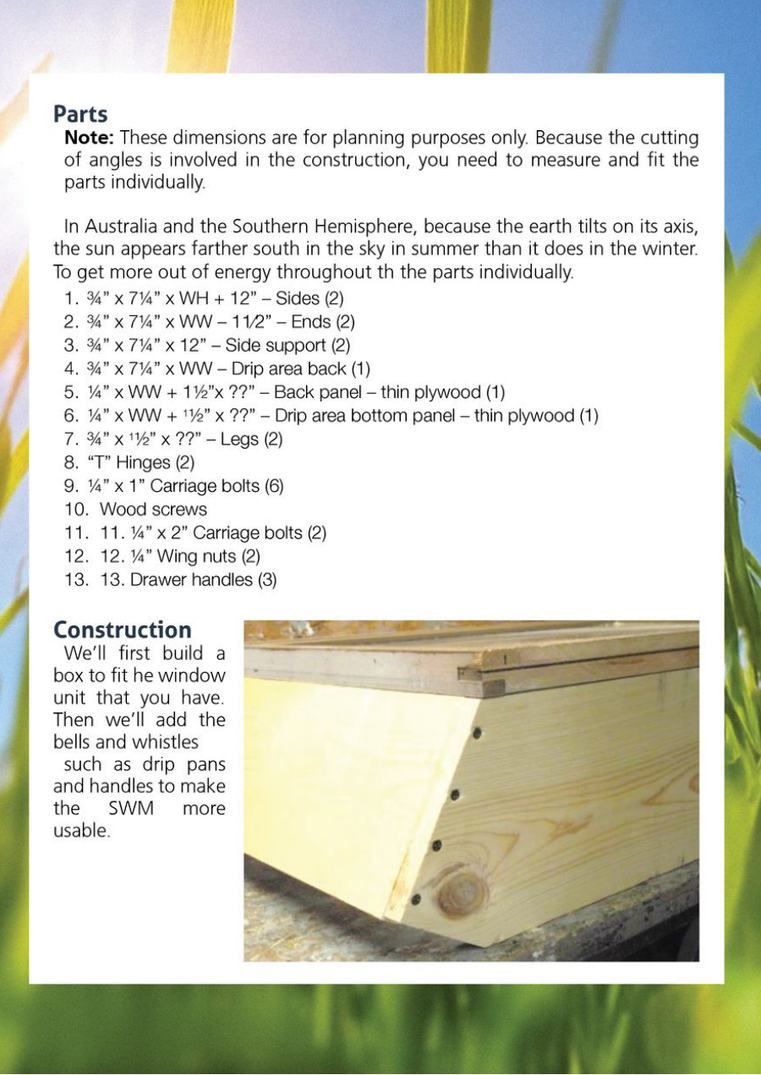 Parts
Note: These dimensions are for planning purposes only. Because the cutting
of angles is involved in the construction, you need to measure and fit the
parts individually.
In Australia and the Southern Hemisphere, because the earth tilts on its axis,
the sun appears farther south in the sky in summer than it does in the winter.
To get more out of energy throughout th the parts individually.
1. ¾” x 7¼” x WH + 12” – Sides (2)
2. ¾” x 7¼” x WW – 11⁄2” – Ends (2)
3. ¾” x 7¼” x 12” – Side support (2)
4. ¾” x 7¼” x WW – Drip area back (1)
5. ¼” x WW + 1½”x ??” – Back panel – thin plywood (1)
6. ¼” x WW + ¹½” x ??” – Drip area bottom panel – thin plywood (1)
7. ¾” x ¹½” x ??” – Legs (2)
8. “T” Hinges (2)
9. ¼” x 1” Carriage bolts (6)
10. Wood screws
11. 11. ¼” x 2” Carriage bolts (2)
12. 12. ¼” Wing nuts (2)
13. 13. Drawer handles (3)
Construction
We’ll first build a
box to fit he window
unit that you have.
Then we’ll add the
bells and whistles
such as drip pans
and handles to make
the SWM more
usable.